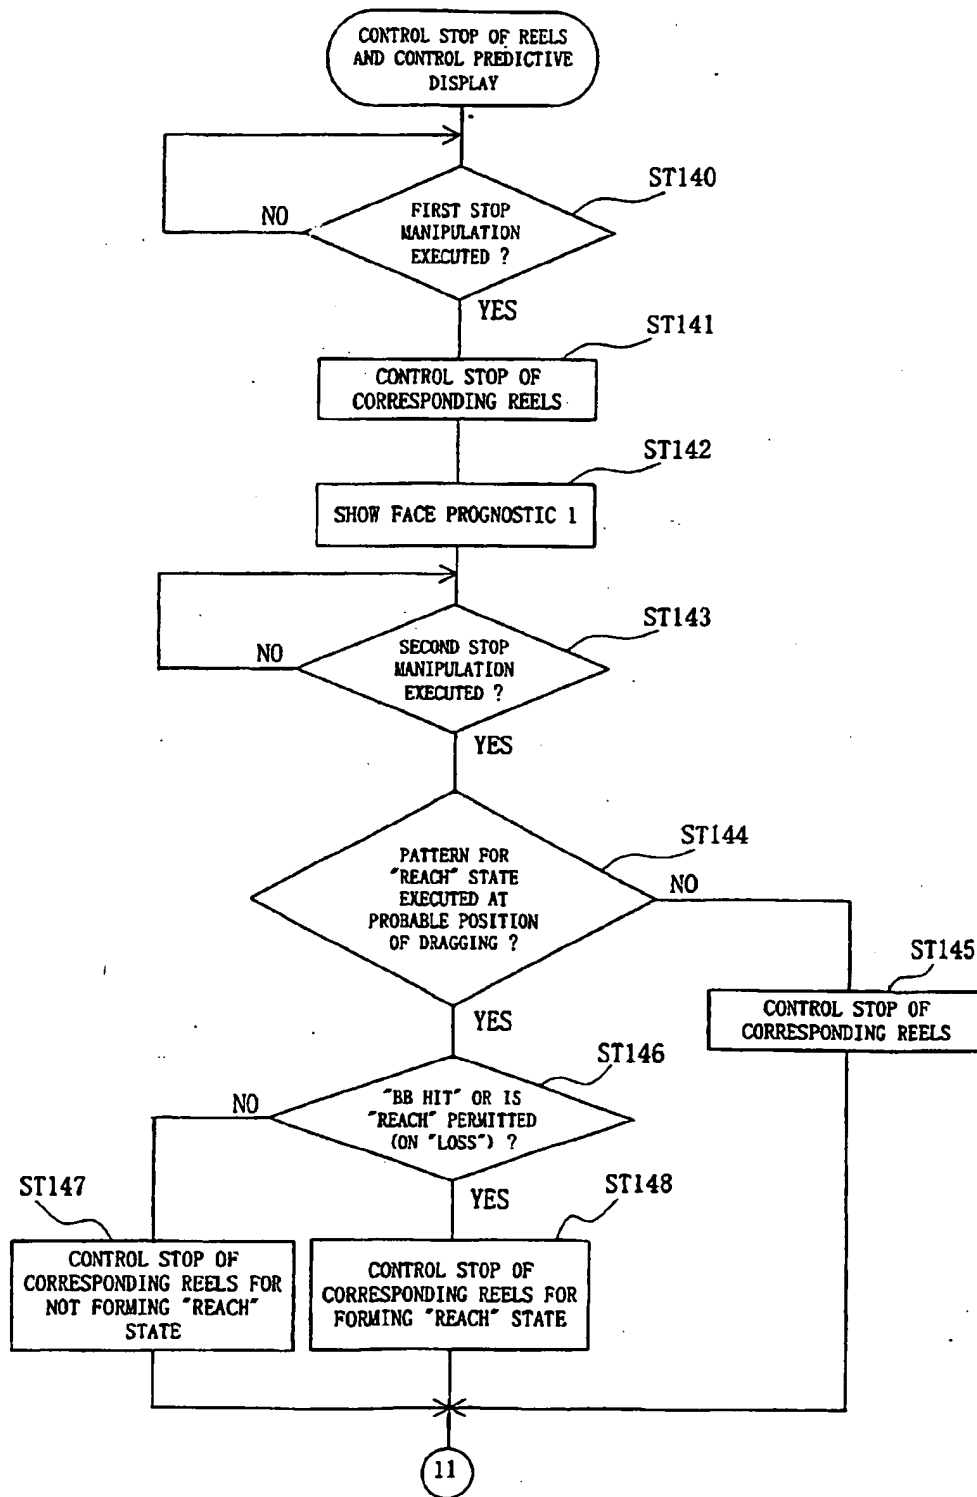 CONTROL STOP OF REELS
AND CONTROL PREDICTIVE
DISPLAY
ST140
NO
FIRST STOP
MANIPULATION
EXECUTED ?
YES
ST141
CONTROL STOP OF
CORRESPONDING REELS
ST142
SHOW FACE PROGNOSTIC 1
ST143
NO
SECOND STOP
MANIPULATION
EXECUTED ?
YES
ST144
PATTERN FOR
"REACH" STATE
EXECUTED AT
PROBABLE POSITION
OF DRAGGING ?
NO
ST145
CONTROL STOP OF
CORRESPONDING REELS
YES
ST146
NO
"BB HIT" OR IS
"REACH" PERMITTED
(ON "LOSS") ?
ST147
YES
ST148
CONTROL STOP OF
CORRESPONDING REELS FOR
NOT FORMING "REACH"
STATE
CONTROL STOP OF
CORRESPONDING REELS FOR
FORMING "REACH" STATE
11